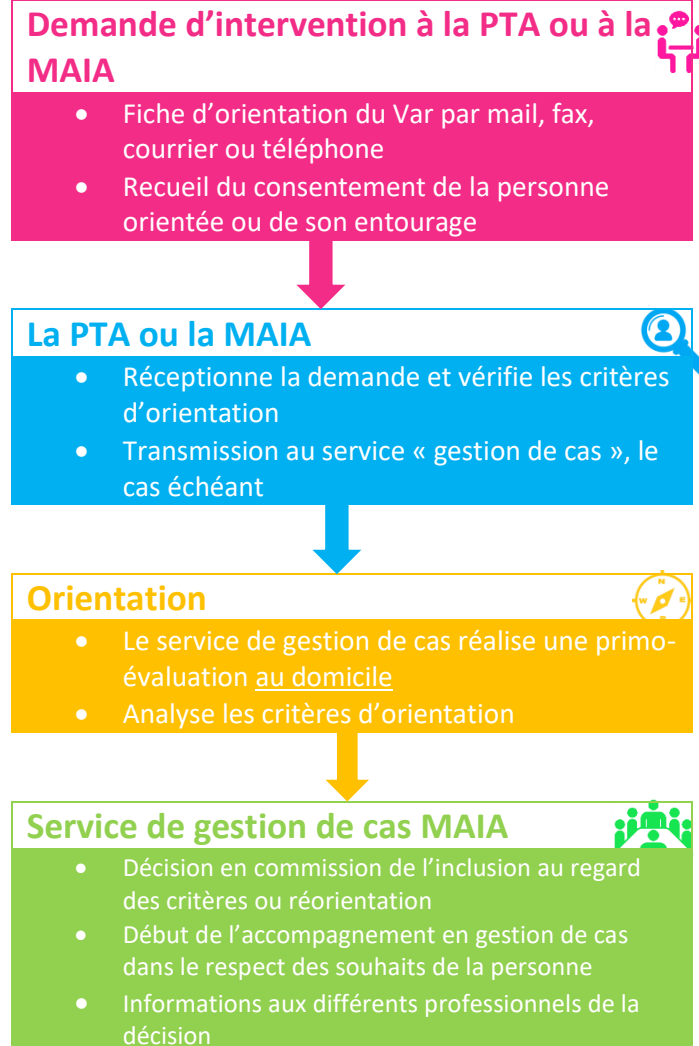 Demande d’intervention à la PTA ou à la
MAIA
• Fiche d’orientation du Var par mail, fax,
courrier ou téléphone
• Recueil du consentement de la personne
orientée ou de son entourage
La PTA ou la MAIA
• Réceptionne la demande et vérifie les critères
d’orientation
• Transmission au service « gestion de cas », le
cas échéant
Orientation
N
W
E
• Le service de gestion de cas réalise une primo-
évaluation au domicile
• Analyse les critères d’orientation
Service de gestion de cas MAIA
• Décision en commission de l’inclusion au regard
des critères ou réorientation
• Début de l’accompagnement en gestion de cas
dans le respect des souhaits de la personne
• Informations aux différents professionnels de la
décision